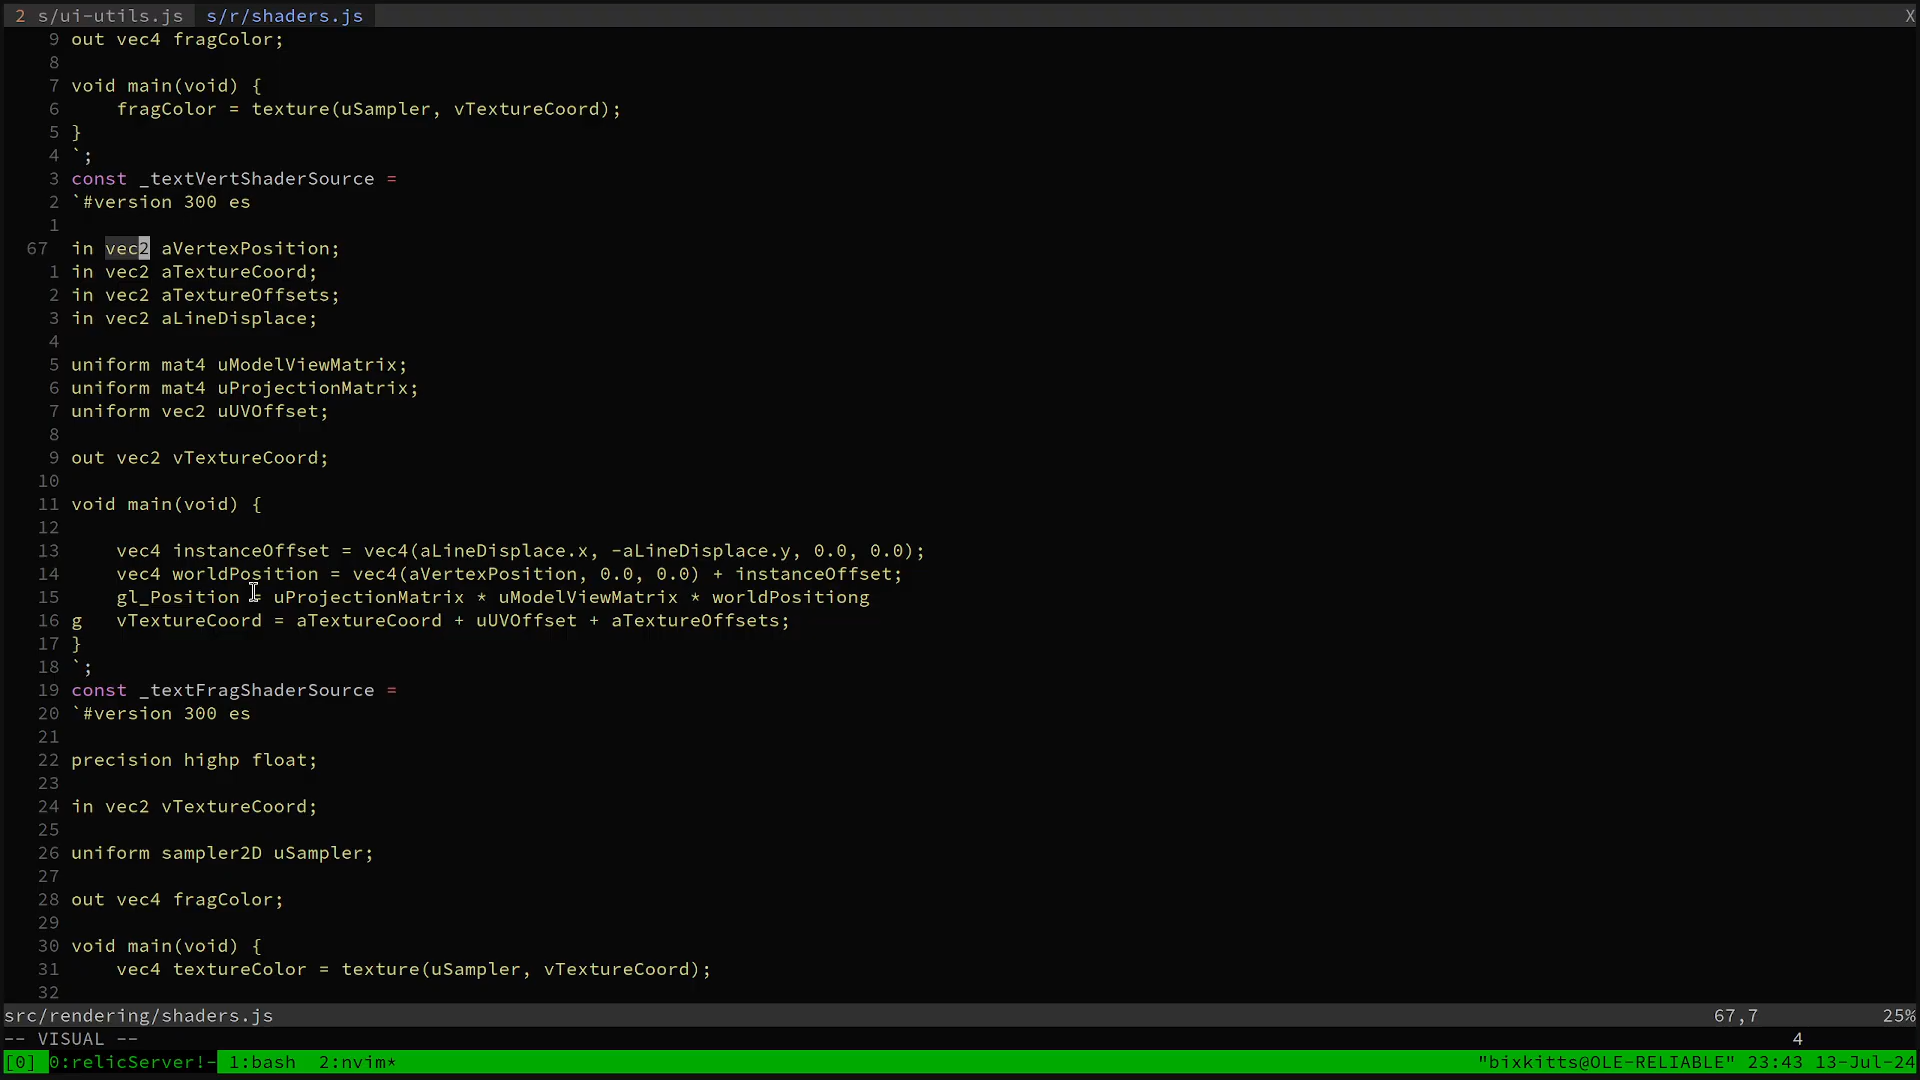 2 s/ui-utils.js  s/r/shaders.js X
9 out vec4 fragColor;
8
7 void main(void) {
6     fragColor = texture(uSampler, vTextureCoord);
5 }
4 `;
3 const _textVertShaderSource =
2 `#version 300 es
1
67 in vec2 aVertexPosition;
1 in vec2 aTextureCoord;
2 in vec2 aTextureOffsets;
3 in vec2 aLineDisplace;
4
5 uniform mat4 uModelViewMatrix;
6 uniform mat4 uProjectionMatrix;
7 uniform vec2 uUVOffset;
8
9 out vec2 vTextureCoord;
10
11 void main(void) {
12
13     vec4 instanceOffset = vec4(aLineDisplace.x, -aLineDisplace.y, 0.0, 0.0);
14     vec4 worldPosition = vec4(aVertexPosition, 0.0, 0.0) + instanceOffset;
15     gl_Position = uProjectionMatrix * uModelViewMatrix * worldPositiong
16 g   vTextureCoord = aTextureCoord + uUVOffset + aTextureOffsets;
17 }
18 `;
19 const _textFragShaderSource =
20 `#version 300 es
21
22 precision highp float;
23
24 in vec2 vTextureCoord;
25
26 uniform sampler2D uSampler;
27
28 out vec4 fragColor;
29
30 void main(void) {
31     vec4 textureColor = texture(uSampler, vTextureCoord);
32
src/rendering/shaders.js 67,7 25%
-- VISUAL -- 4
[0] 0:relicServer!- 1:bash  2:nvim* "bixkitts@OLE-RELIABLE" 23:43 13-Jul-24